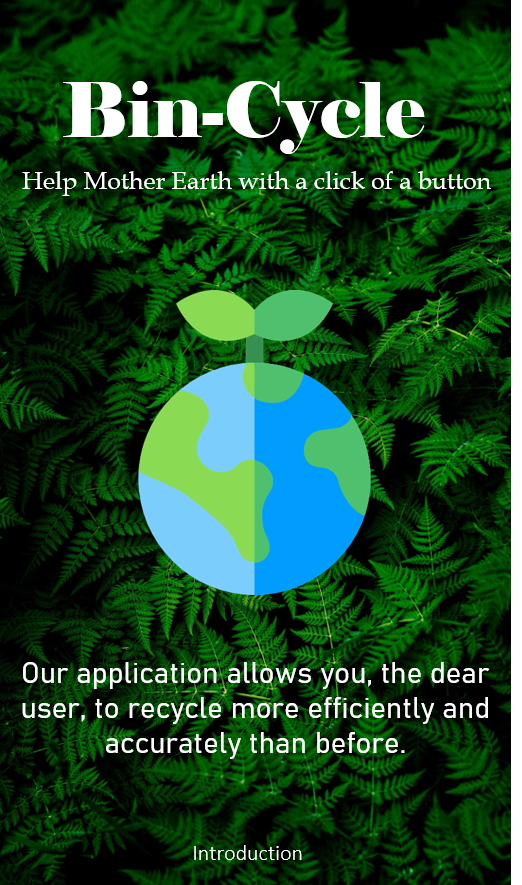 Bin-Cycle
Help Mother Earth with a click of a button
Our application allows you, the dear
user, to recycle more efficiently and
accurately than before.
Introduction